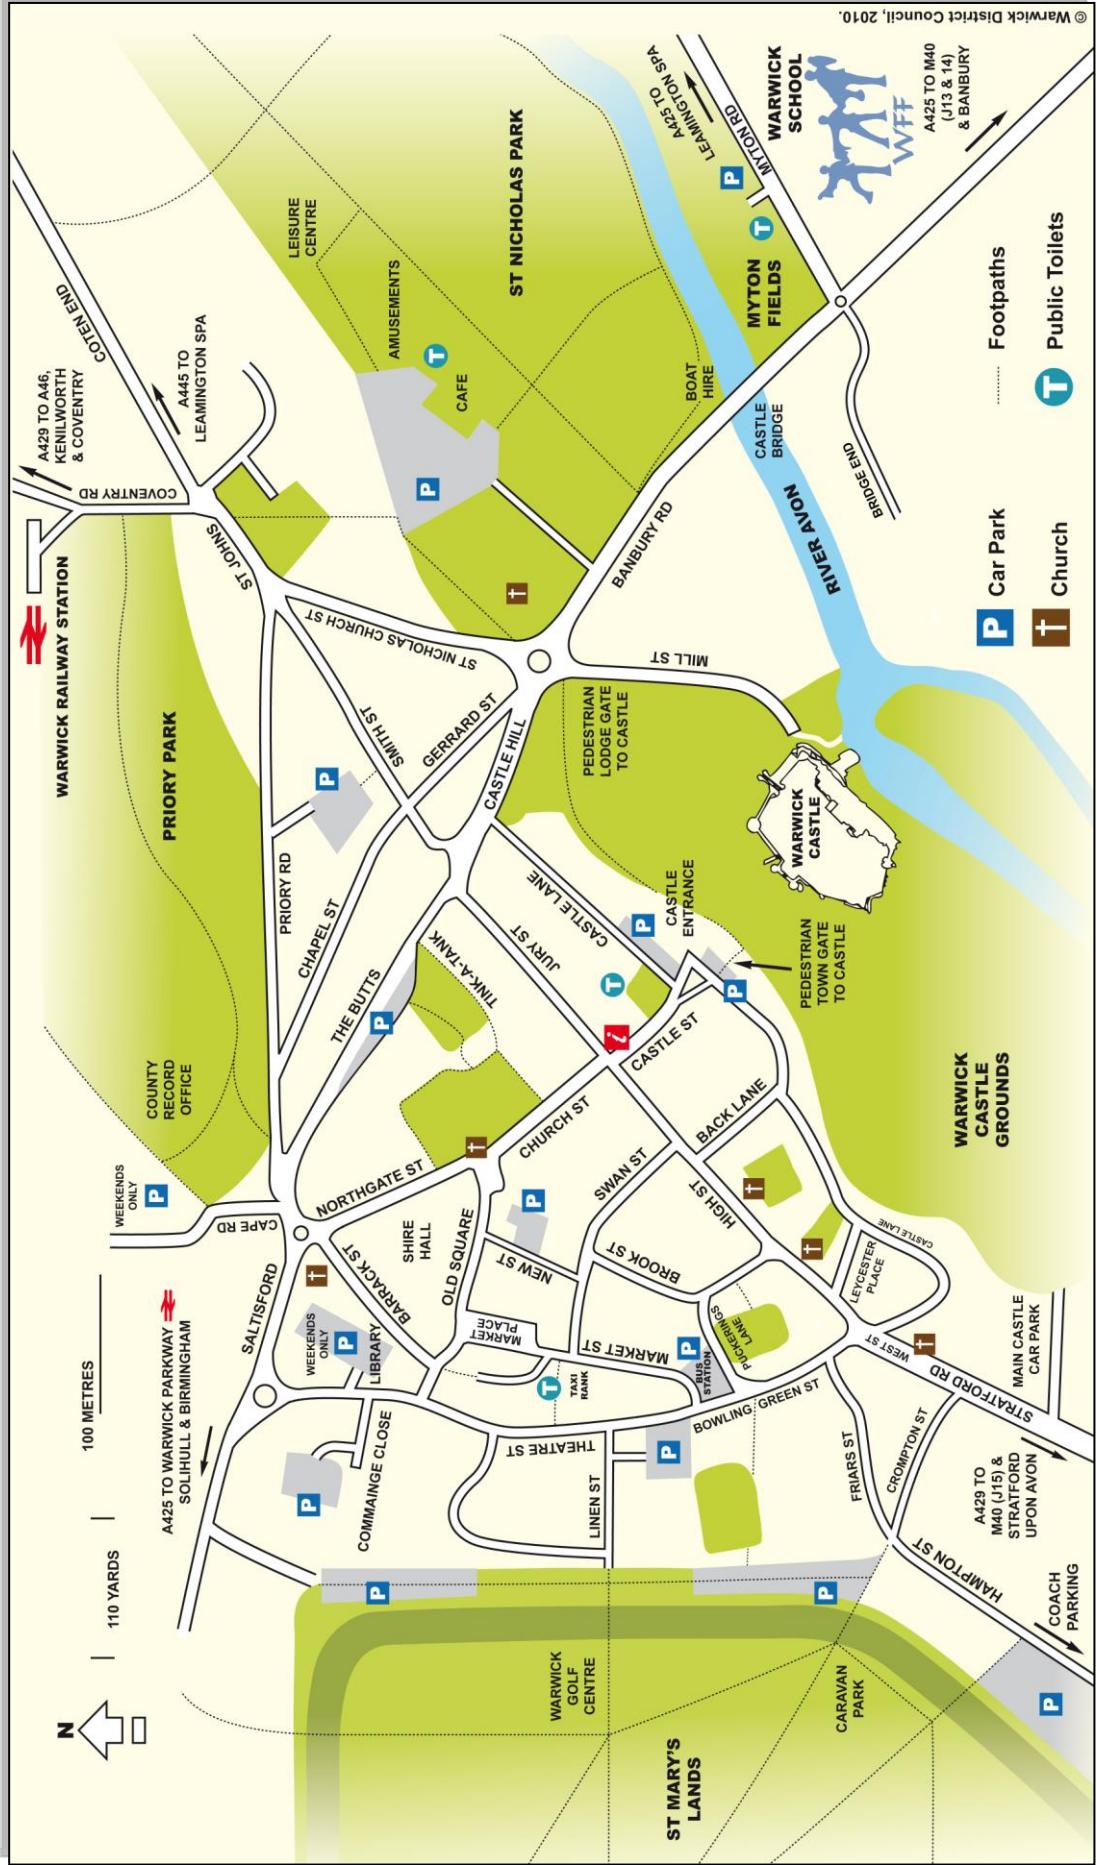 © Warwick District Council, 2010.
WARWICK
SCHOOL
WFF
A425 TO M40
(J13 & 14)
& BANBURY
A425 TO
LEAMINGTON SPA
MYTON RD
MYTON
FIELDS
P
T
ST NICHOLAS PARK
LEISURE
CENTRE
AMUSEMENTS
T
CAFE
P
BOAT
HIRE
COTEN END
A445 TO
LEAMINGTON SPA
A429 TO A46,
KENILWORTH
& COVENTRY
COVENTRY RD
WARWICK RAILWAY STATION
ST JOHNS
CASTLE
BRIDGE
BRIDGE END
RIVER AVON
BANBURY RD
Footpaths
T
Public Toilets
P
Car Park
Church
ST NICHOLAS CHURCH ST
MILL ST
PRIORY PARK
SMITH ST
GERRARD ST
CASTLE HILL
PEDESTRIAN
LODGE GATE
TO CASTLE
P
PRIORY RD
CHAPEL ST
WARWICK
CASTLE
CASTLE LANE
P
CASTLE
ENTRANCE
JURY ST
TINK-A-TANK
THE BUTTS
P
T
P
PEDESTRIAN
TOWN GATE
TO CASTLE
i
CASTLE ST
COUNTY
RECORD
OFFICE
WARWICK
CASTLE
GROUNDS
CHURCH ST
BACK LANE
WEEKENDS
ONLY
P
CAPE RD
NORTHGATE ST
SWAN ST
HIGH ST
P
SHIRE
HALL
OLD SQUARE
NEW ST
BROOK ST
BARRACK ST
CASTLE LANE
LEYCESTER
PLACE
SALTISFORD
WEEKENDS
ONLY
P
LIBRARY
MARKET
PLACE
MARKET ST
PUCKERINGS
LANE
P
BUS
STATION
WEST ST
T
TAXI
RANK
MAIN CASTLE
CAR PARK
STRATFORD RD
BOWLING GREEN ST
100 METRES
A425 TO WARWICK PARKWAY
SOLIHULL & BIRMINGHAM
COMMAINGE CLOSE
THEATRE ST
P
P
LINEN ST
FRIARS ST
CROMPTON ST
A429 TO
M40 (J15) &
STRATFORD
UPON AVON
HAMPTON ST
110 YARDS
P
P
COACH
PARKING
P
WARWICK
GOLF
CENTRE
CARAVAN
PARK
N
ST MARY'S
LANDS